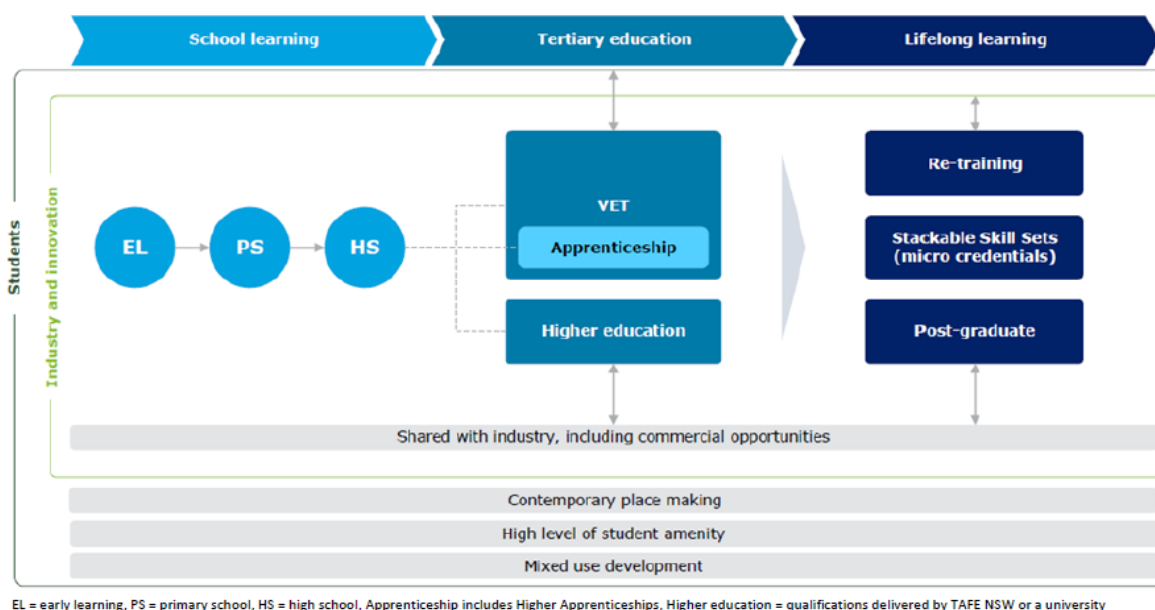 School learning
Tertiary education
Lifelong learning
Students
Industry and innovation
EL
PS
HS
VET
Apprenticeship
Higher education
Re-training
Stackable Skill Sets
(micro credentials)
Post-graduate
Shared with industry, including commercial opportunities
Contemporary place making
High level of student amenity
Mixed use development
EL = early learning, PS = primary school, HS = high school, Apprenticeship includes Higher Apprenticeships, Higher education = qualifications delivered by TAFE NSW or a university